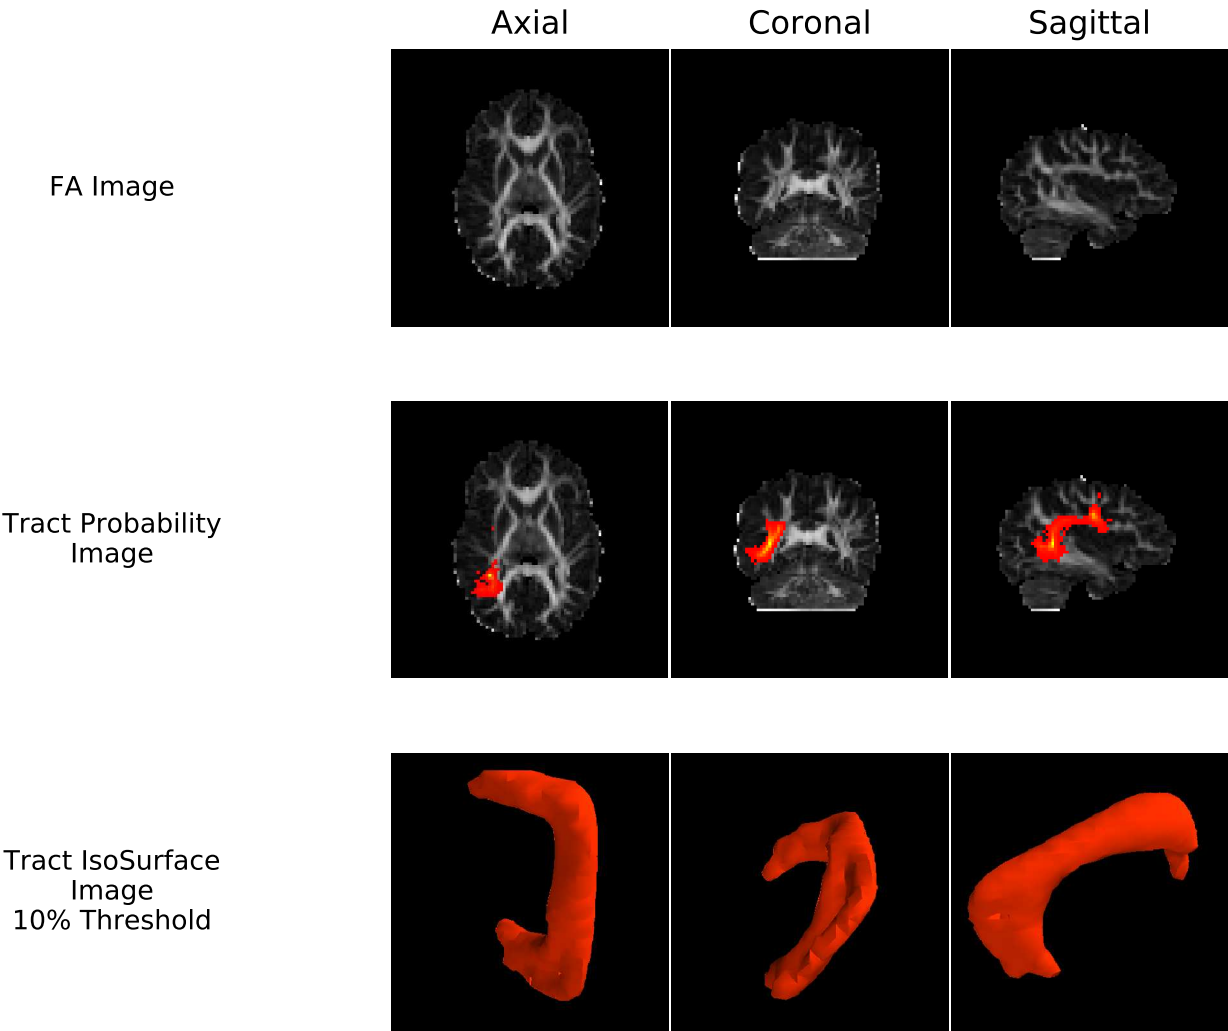 Axial Coronal Sagittal
FA Image
Tract Probability
Image
Tract IsoSurface
Image
10% Threshold